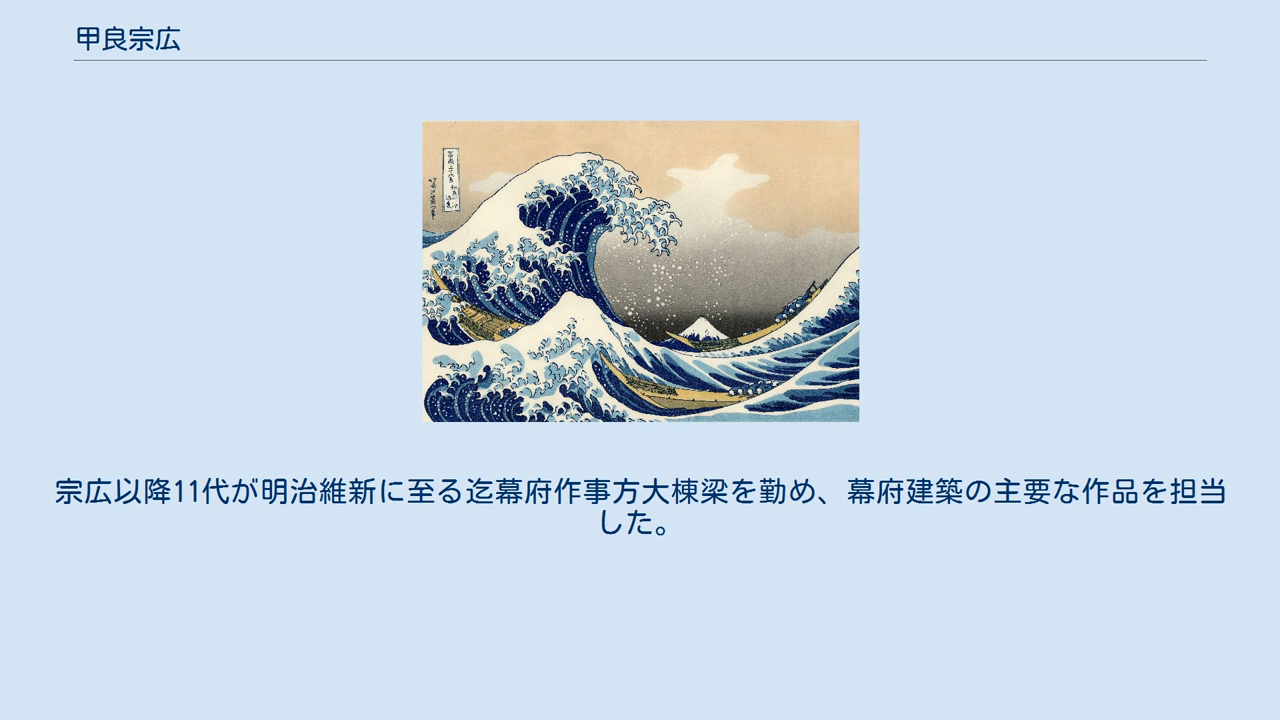 甲良宗広
宗広以降11代が明治維新に至る迄幕府作事方大棟梁を勤め、幕府建築の主要な作品を担当
した。